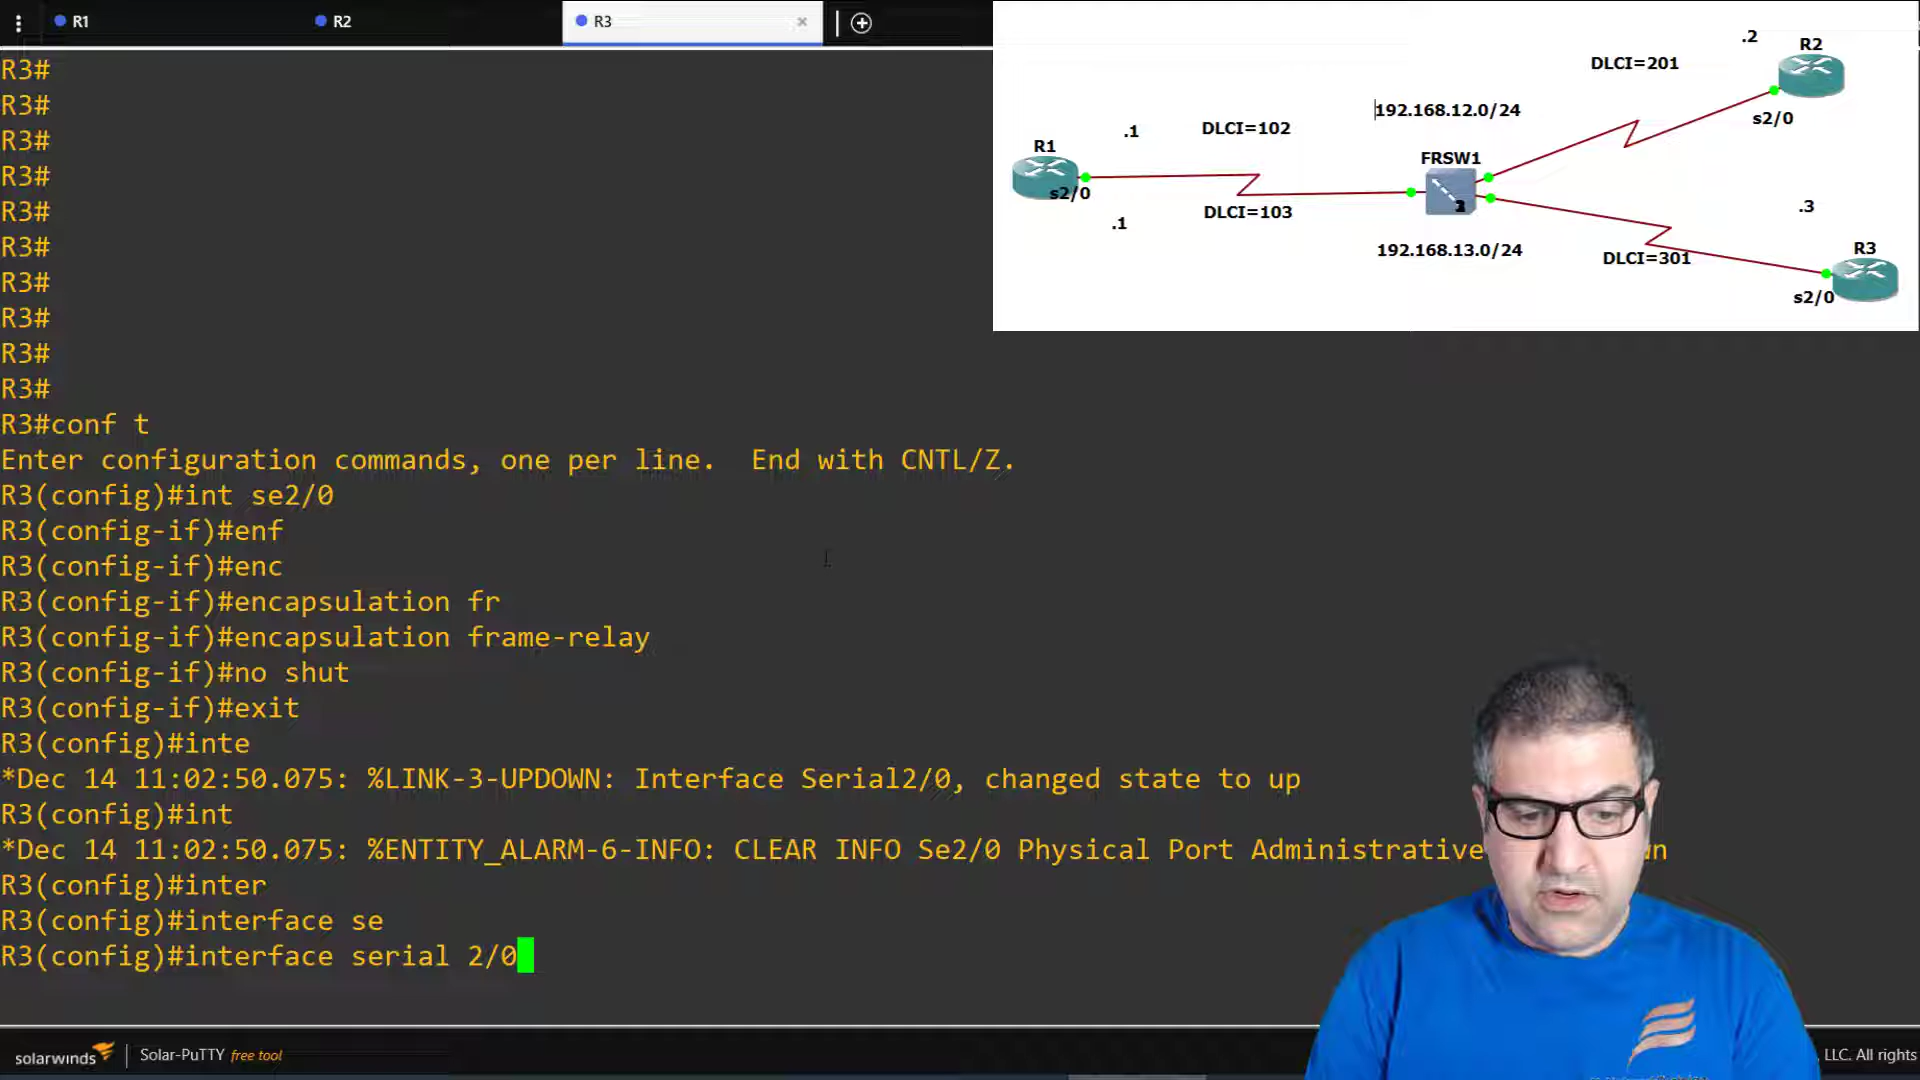 R1
R2
R3
R3#
R3#
R3#
R3#
R3#
R3#
R3#
R3#
R3#
R3#
R3#conf t
Enter configuration commands, one per line.  End with CNTL/Z.
R3(config)#int se2/0
R3(config-if)#enf
R3(config-if)#enc
R3(config-if)#encapsulation fr
R3(config-if)#encapsulation frame-relay
R3(config-if)#no shut
R3(config-if)#exit
R3(config)#inte
*Dec 14 11:02:50.075: %LINK-3-UPDOWN: Interface Serial2/0, changed state to up
R3(config)#int
*Dec 14 11:02:50.075: %ENTITY_ALARM-6-INFO: CLEAR INFO Se2/0 Physical Port Administrative
R3(config)#inter
R3(config)#interface se
R3(config)#interface serial 2/0
.2
R2
DLCI=201
192.168.12.0/24
s2/0
.1
DLCI=102
R1
FRSW1
s2/0
DLCI=103
.3
.1
192.168.13.0/24
DLCI=301
R3
s2/0
solarwinds
Solar-PuTTY free tool
LLC. All rights